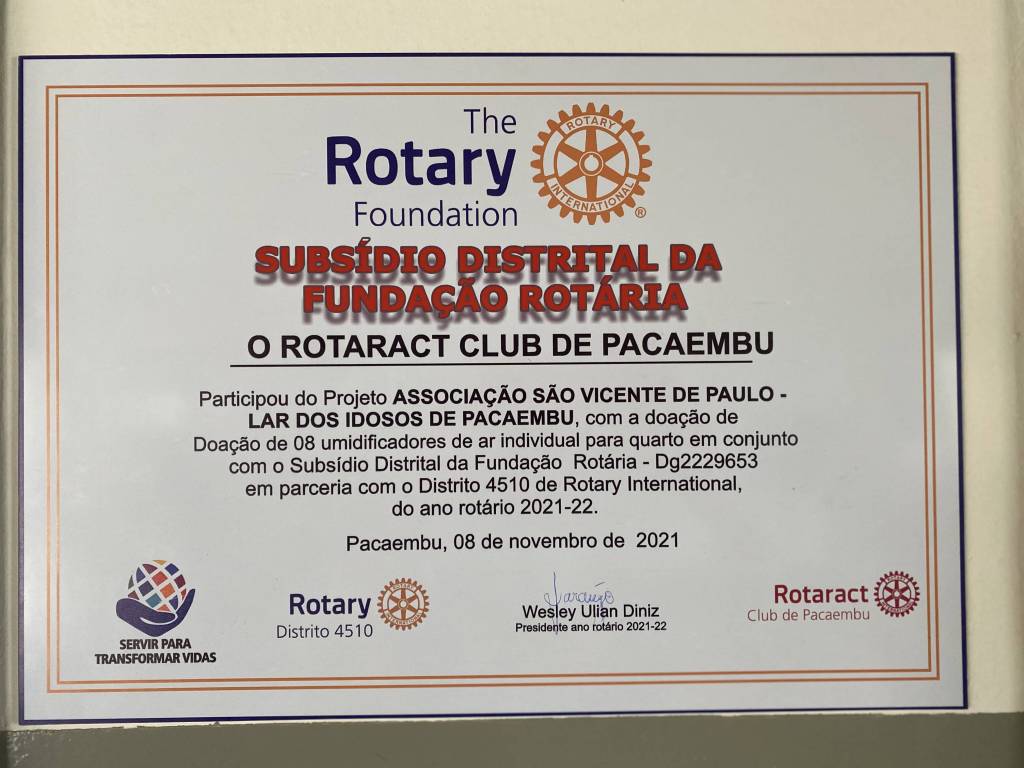 The
Rotary
Foundation
ROTARY
INTERNATIONAL
®
SUBSÍDIO DISTRITAL DA
FUNDAÇÃO ROTÁRIA
O ROTARACT CLUB DE PACAEMBU
Participou do Projeto ASSOCIAÇÃO SÃO VICENTE DE PAULO -
LAR DOS IDOSOS DE PACAEMBU, com a doação de
Doação de 08 umidificadores de ar individual para quarto em conjunto
com o Subsídio Distrital da Fundação Rotária - Dg2229653
em parceria com o Distrito 4510 de Rotary International,
do ano rotário 2021-22.
Pacaembu, 08 de novembro de 2021
SERVIR PARA
TRANSFORMAR VIDAS
Rotary
Distrito 4510
Wesley Ulian Diniz
Presidente ano rotário 2021-22
Rotaract
Club de Pacaembu